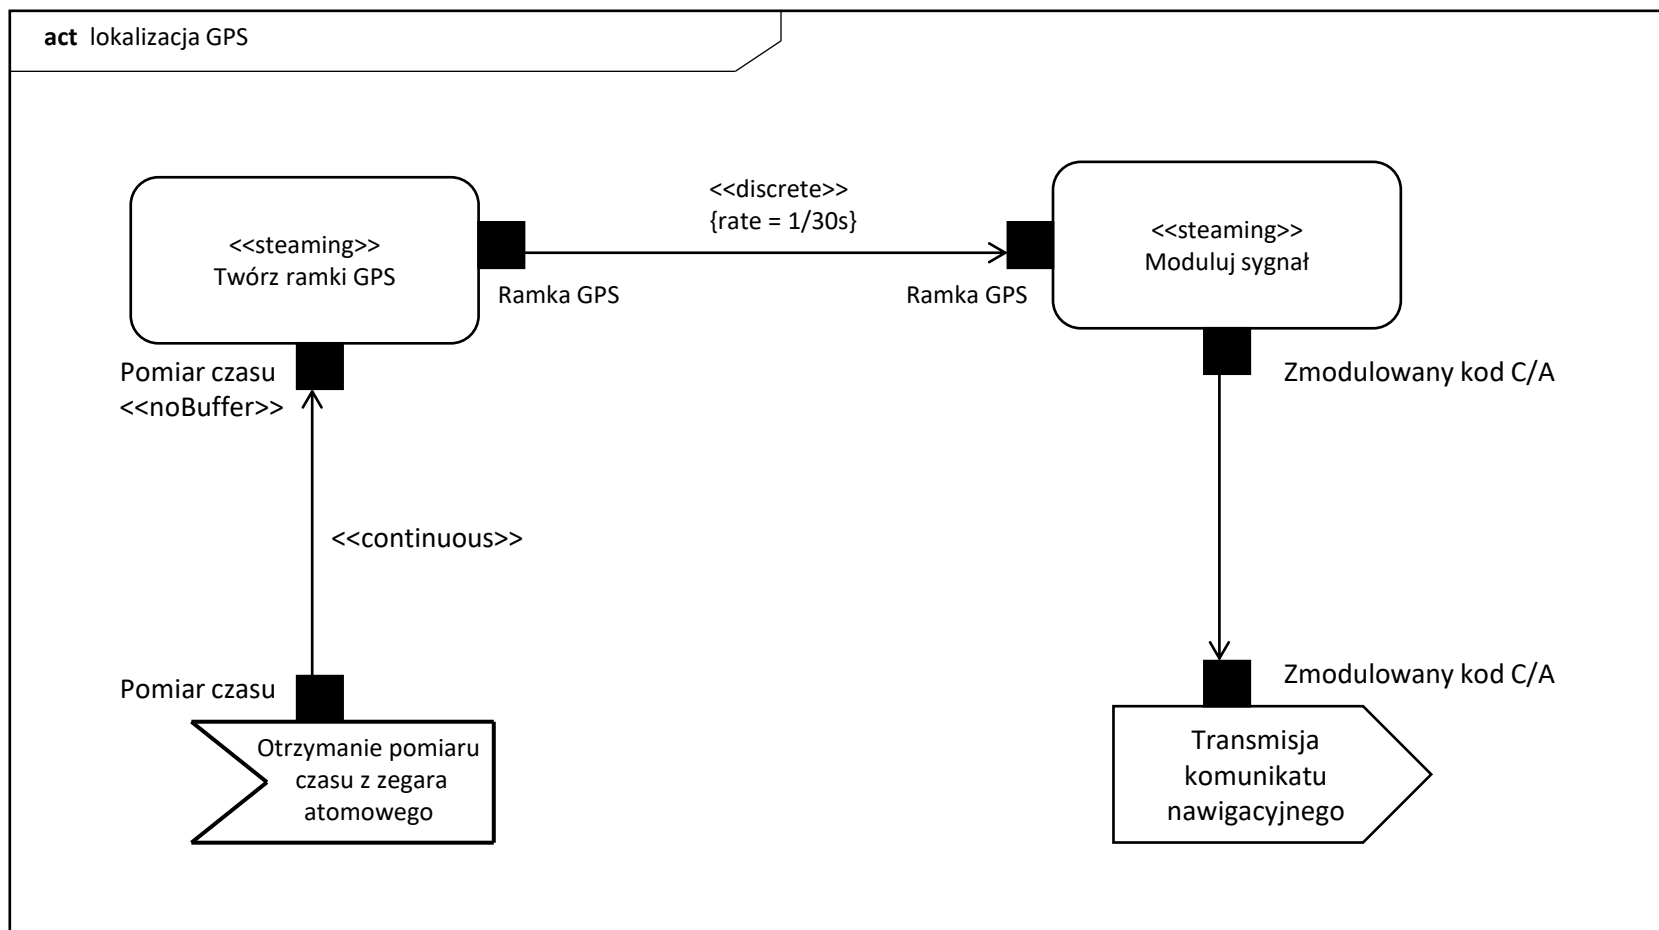 act lokalizacja GPS
<<discrete>>
{rate = 1/30s}
<<steaming>>
Twórz ramki GPS
<<steaming>>
Moduluj sygnał
Ramka GPS
Ramka GPS
Pomiar czasu
<<noBuffer>>
Zmodulowany kod C/A
<<continuous>>
Pomiar czasu
Zmodulowany kod C/A
Otrzymanie pomiaru
czasu z zegara
atomowego
Transmisja
komunikatu
nawigacyjnego